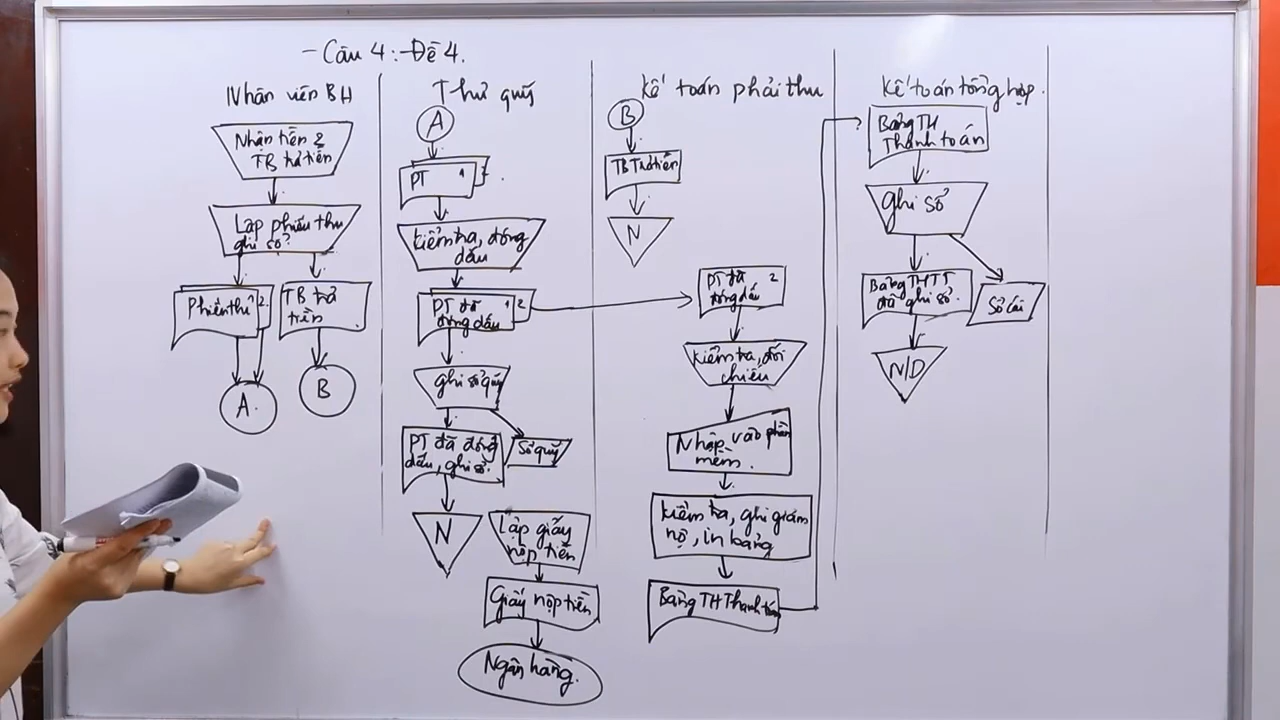 - Câu 4: Đề 4.
Nhân viên BH
Nhận tiền &
TB trả tiền
Lập phiếu thu
ghi sổ
Phiếu thu 1 2
TB trả
tiền
A
B
Thủ quỹ
A
PT 1 2
Kiểm tra, đóng
dấu
PT đã 1 2
đóng dấu
Ghi sổ quỹ
PT đã đóng
dấu, ghi sổ.
Sổ quỹ
N
Lập giấy
nộp tiền
Giấy nộp tiền
Ngân hàng.
Kế toán phải thu
B
TB Trả tiền
N
PT đã 2
đóng dấu
Kiểm tra, đối
chiếu
Nhập vào phần
mềm.
Kiểm tra, ghi giảm
nợ, in bảng
Bảng TH Thanh toán
Kế toán tổng hợp.
Bảng TH
Thanh toán
Ghi sổ
Bảng THTT
đã ghi sổ.
Sổ cái
N/D